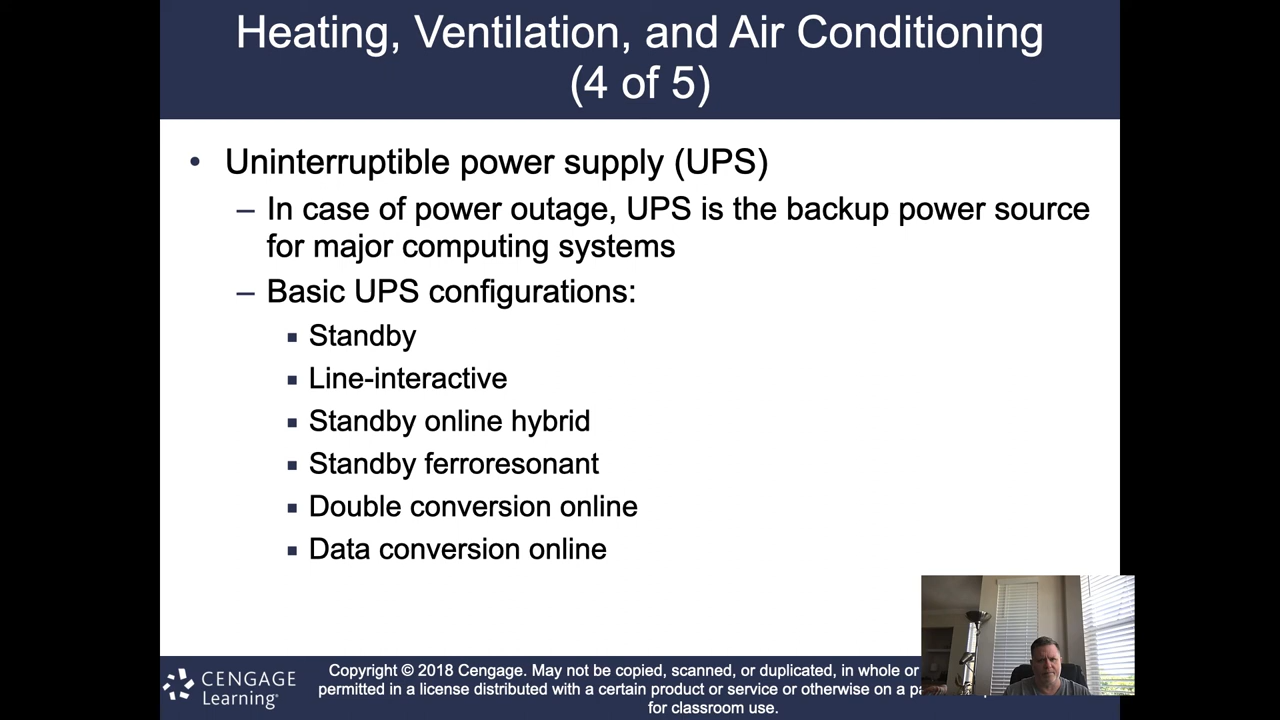 Heating, Ventilation, and Air Conditioning
(4 of 5)
• Uninterruptible power supply (UPS)
– In case of power outage, UPS is the backup power source
for major computing systems
– Basic UPS configurations:
▪ Standby
▪ Line-interactive
▪ Standby online hybrid
▪ Standby ferroresonant
▪ Double conversion online
▪ Data conversion online
CENGAGE
Learning
Copyright © 2018 Cengage. May not be copied, scanned, or duplicated, in whole or
permitted in a license distributed with a certain product or service or otherwise on a
for classroom use.